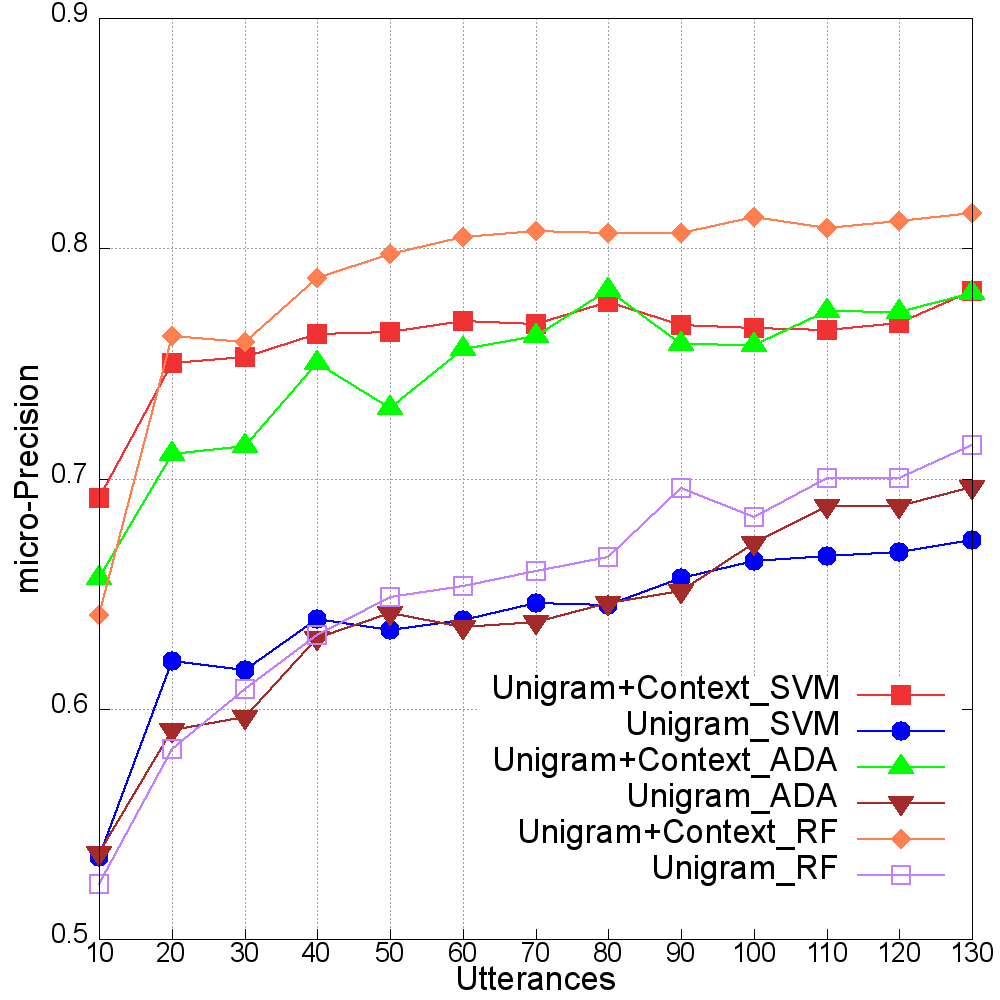 0.9
0.8
0.7
0.6
0.5
micro-Precision
Unigram+Context_SVM
Unigram_SVM
Unigram+Context_ADA
Unigram_ADA
Unigram+Context_RF
Unigram_RF
10 20 30 40 50 60 70 80 90 100 110 120 130
Utterances